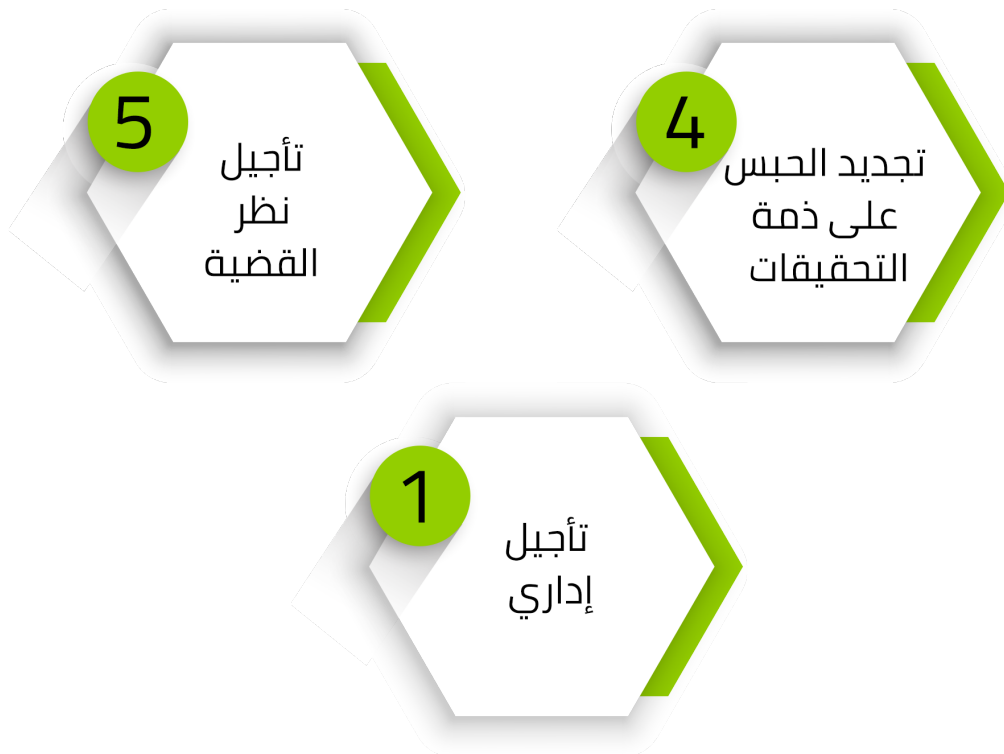 4
تجديد الحبس
على ذمة
التحقيقات
5
تأجيل
نظر
القضية
1
تأجيل
إداري